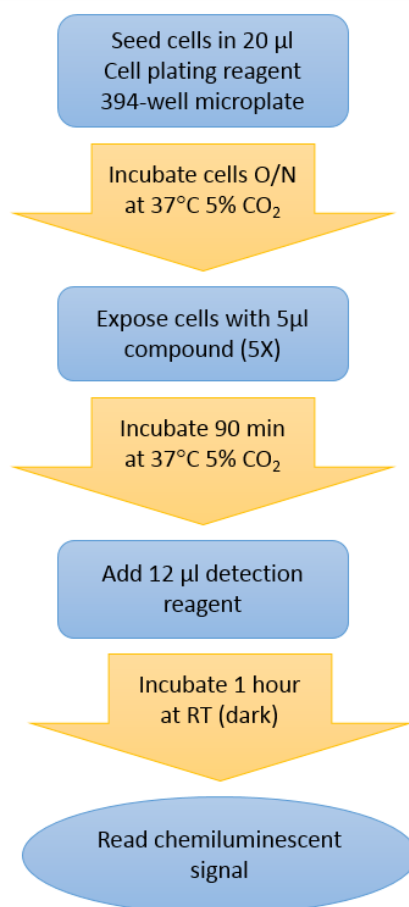 Seed cells in 20 µl
Cell plating reagent
394-well microplate
Incubate cells O/N
at 37°C 5% CO₂
Expose cells with 5µl
compound (5X)
Incubate 90 min
at 37°C 5% CO₂
Add 12 µl detection
reagent
Incubate 1 hour
at RT (dark)
Read chemiluminescent
signal